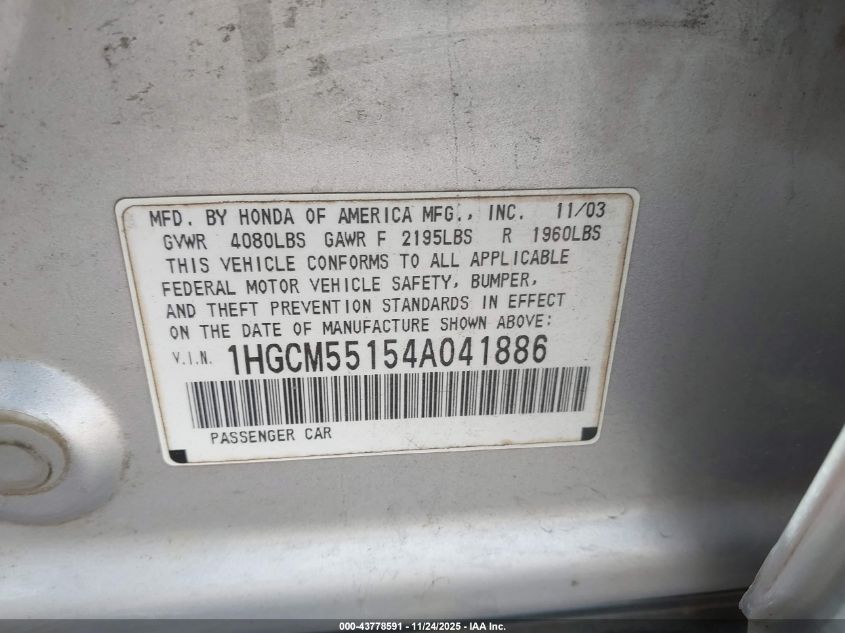 MFD. BY HONDA OF AMERICA MFG., INC. 11/03
GVWR 4080LBS GAWR F 2195LBS R 1960LBS
THIS VEHICLE CONFORMS TO ALL APPLICABLE
FEDERAL MOTOR VEHICLE SAFETY, BUMPER,
AND THEFT PREVENTION STANDARDS IN EFFECT
ON THE DATE OF MANUFACTURE SHOWN ABOVE:
V.I.N. 1HGCM55154A041886
PASSENGER CAR
000-43778591 - 11/24/2025 - IAA Inc.